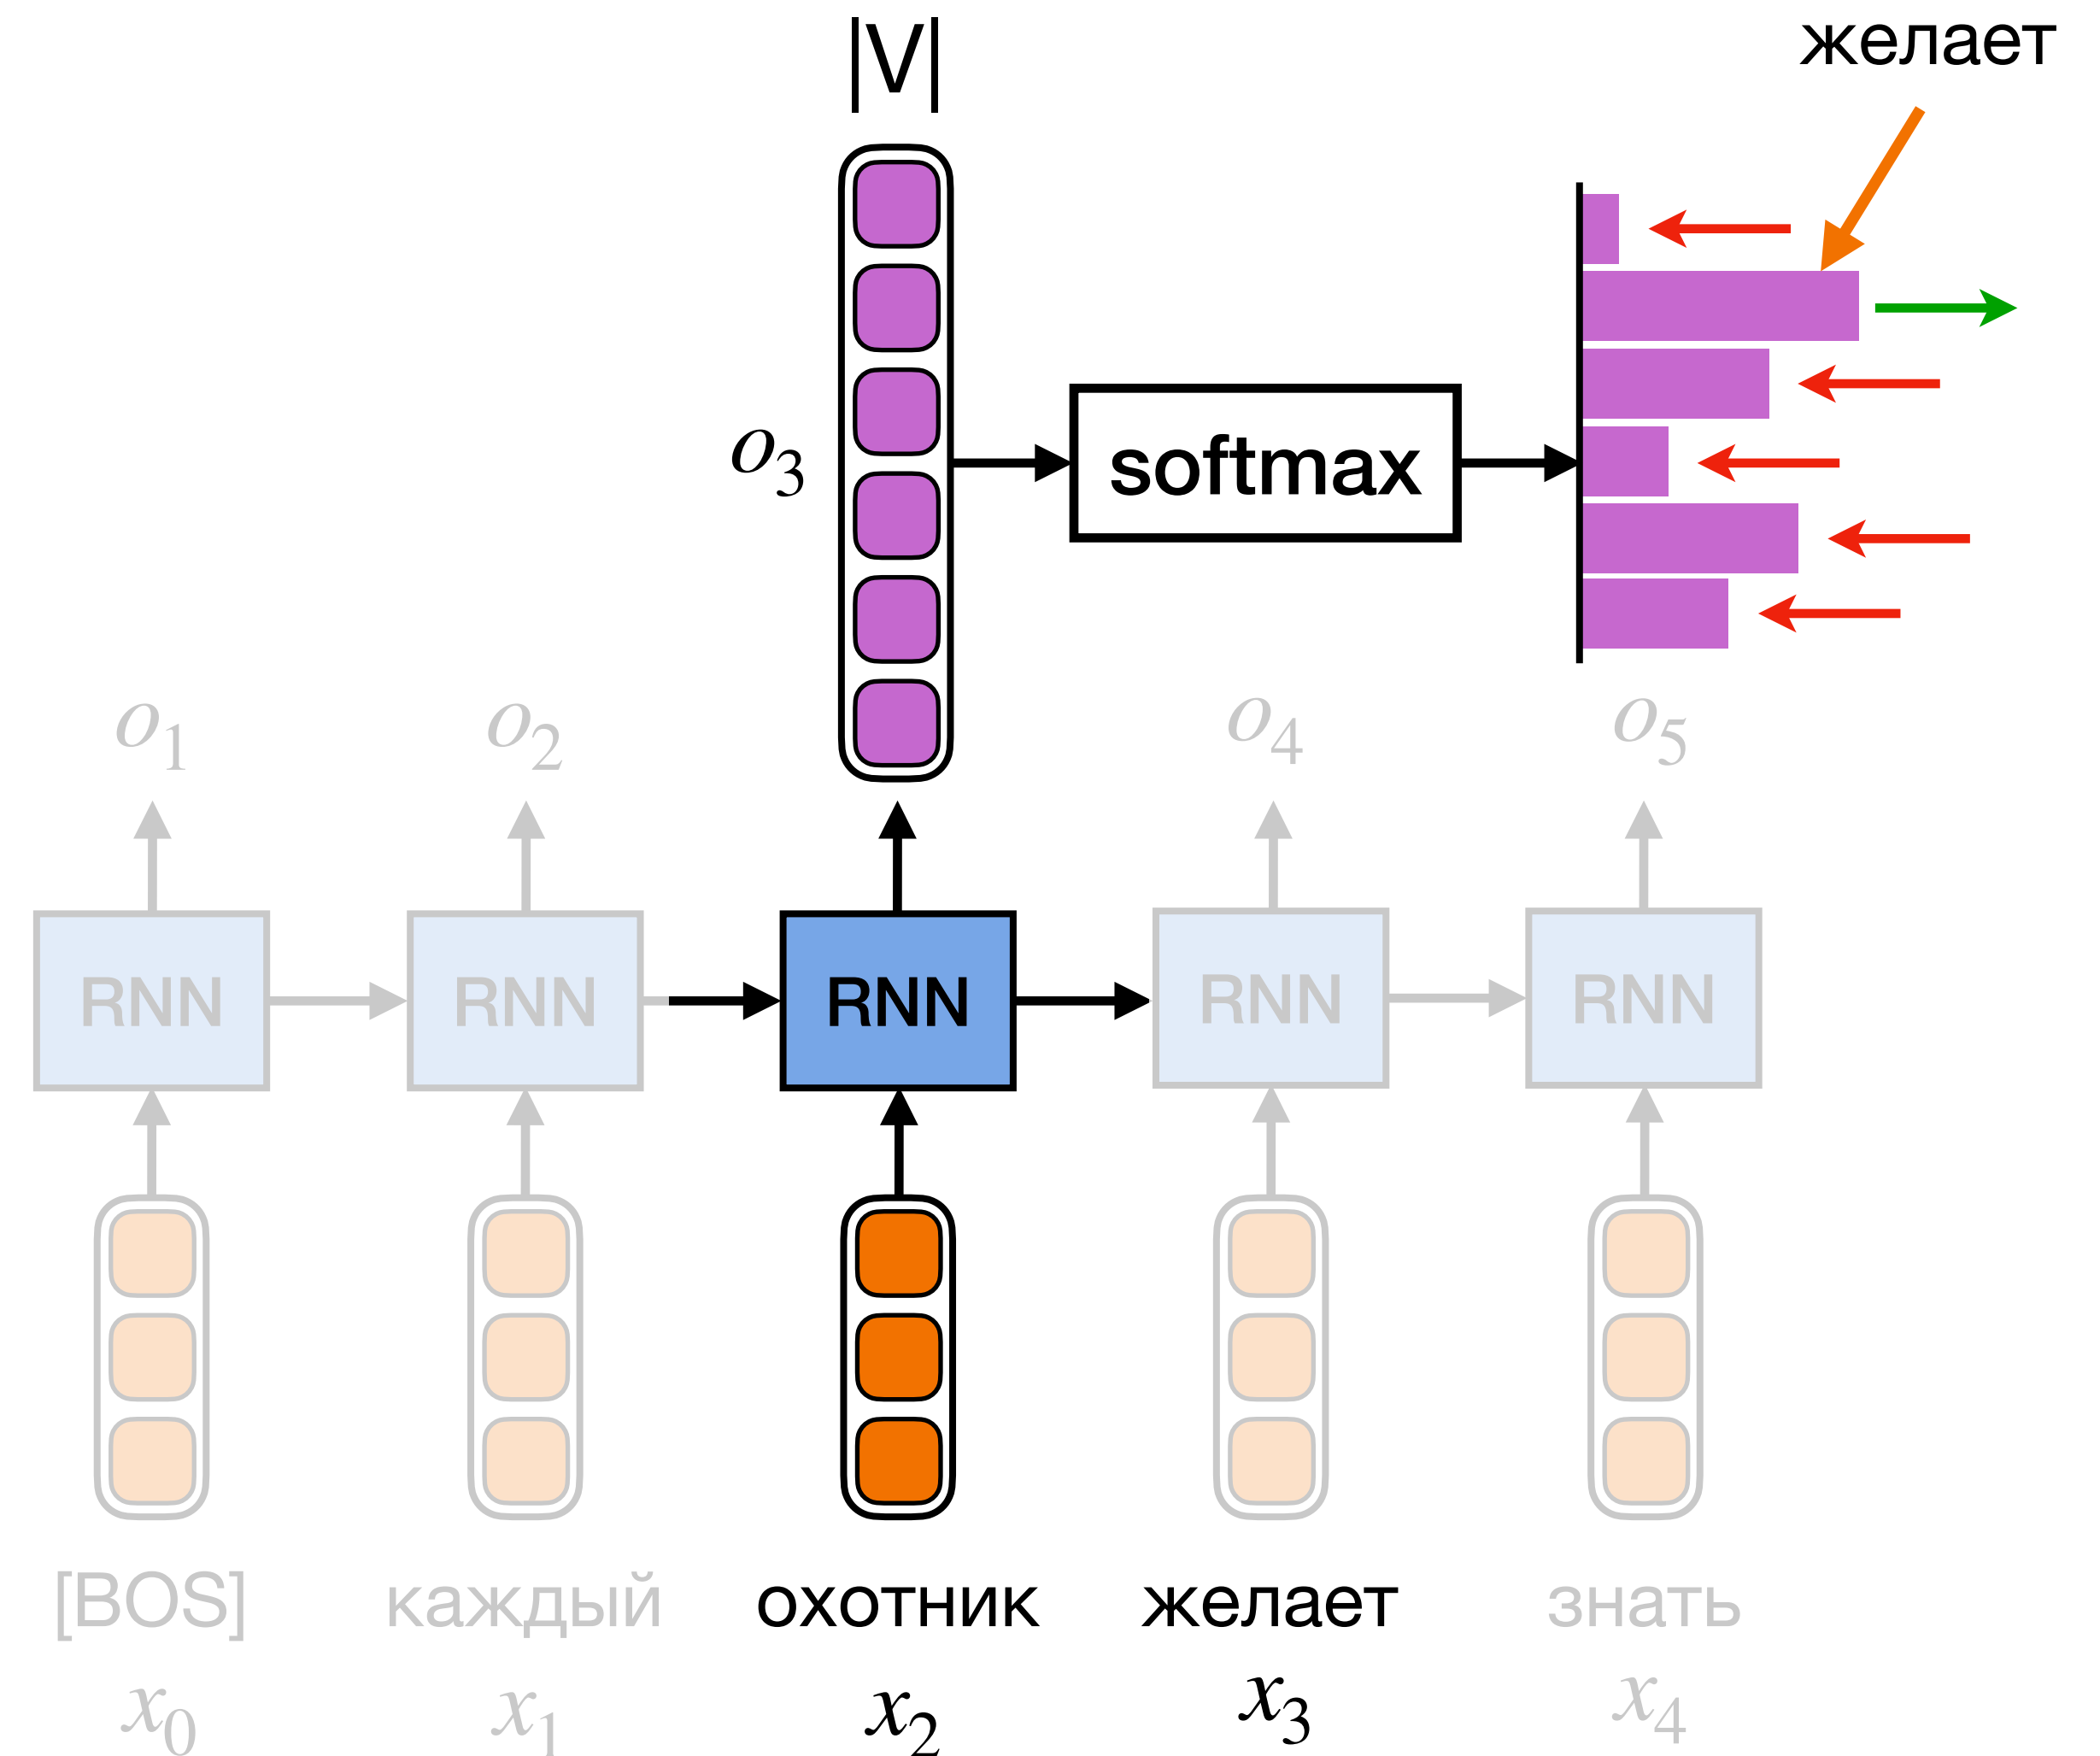 |V|
желает
o3
softmax
o1
o2
o4
o5
RNN
RNN
RNN
RNN
RNN
[BOS]
каждый
охотник
желает
знать
x0
x1
x2
x3
x4